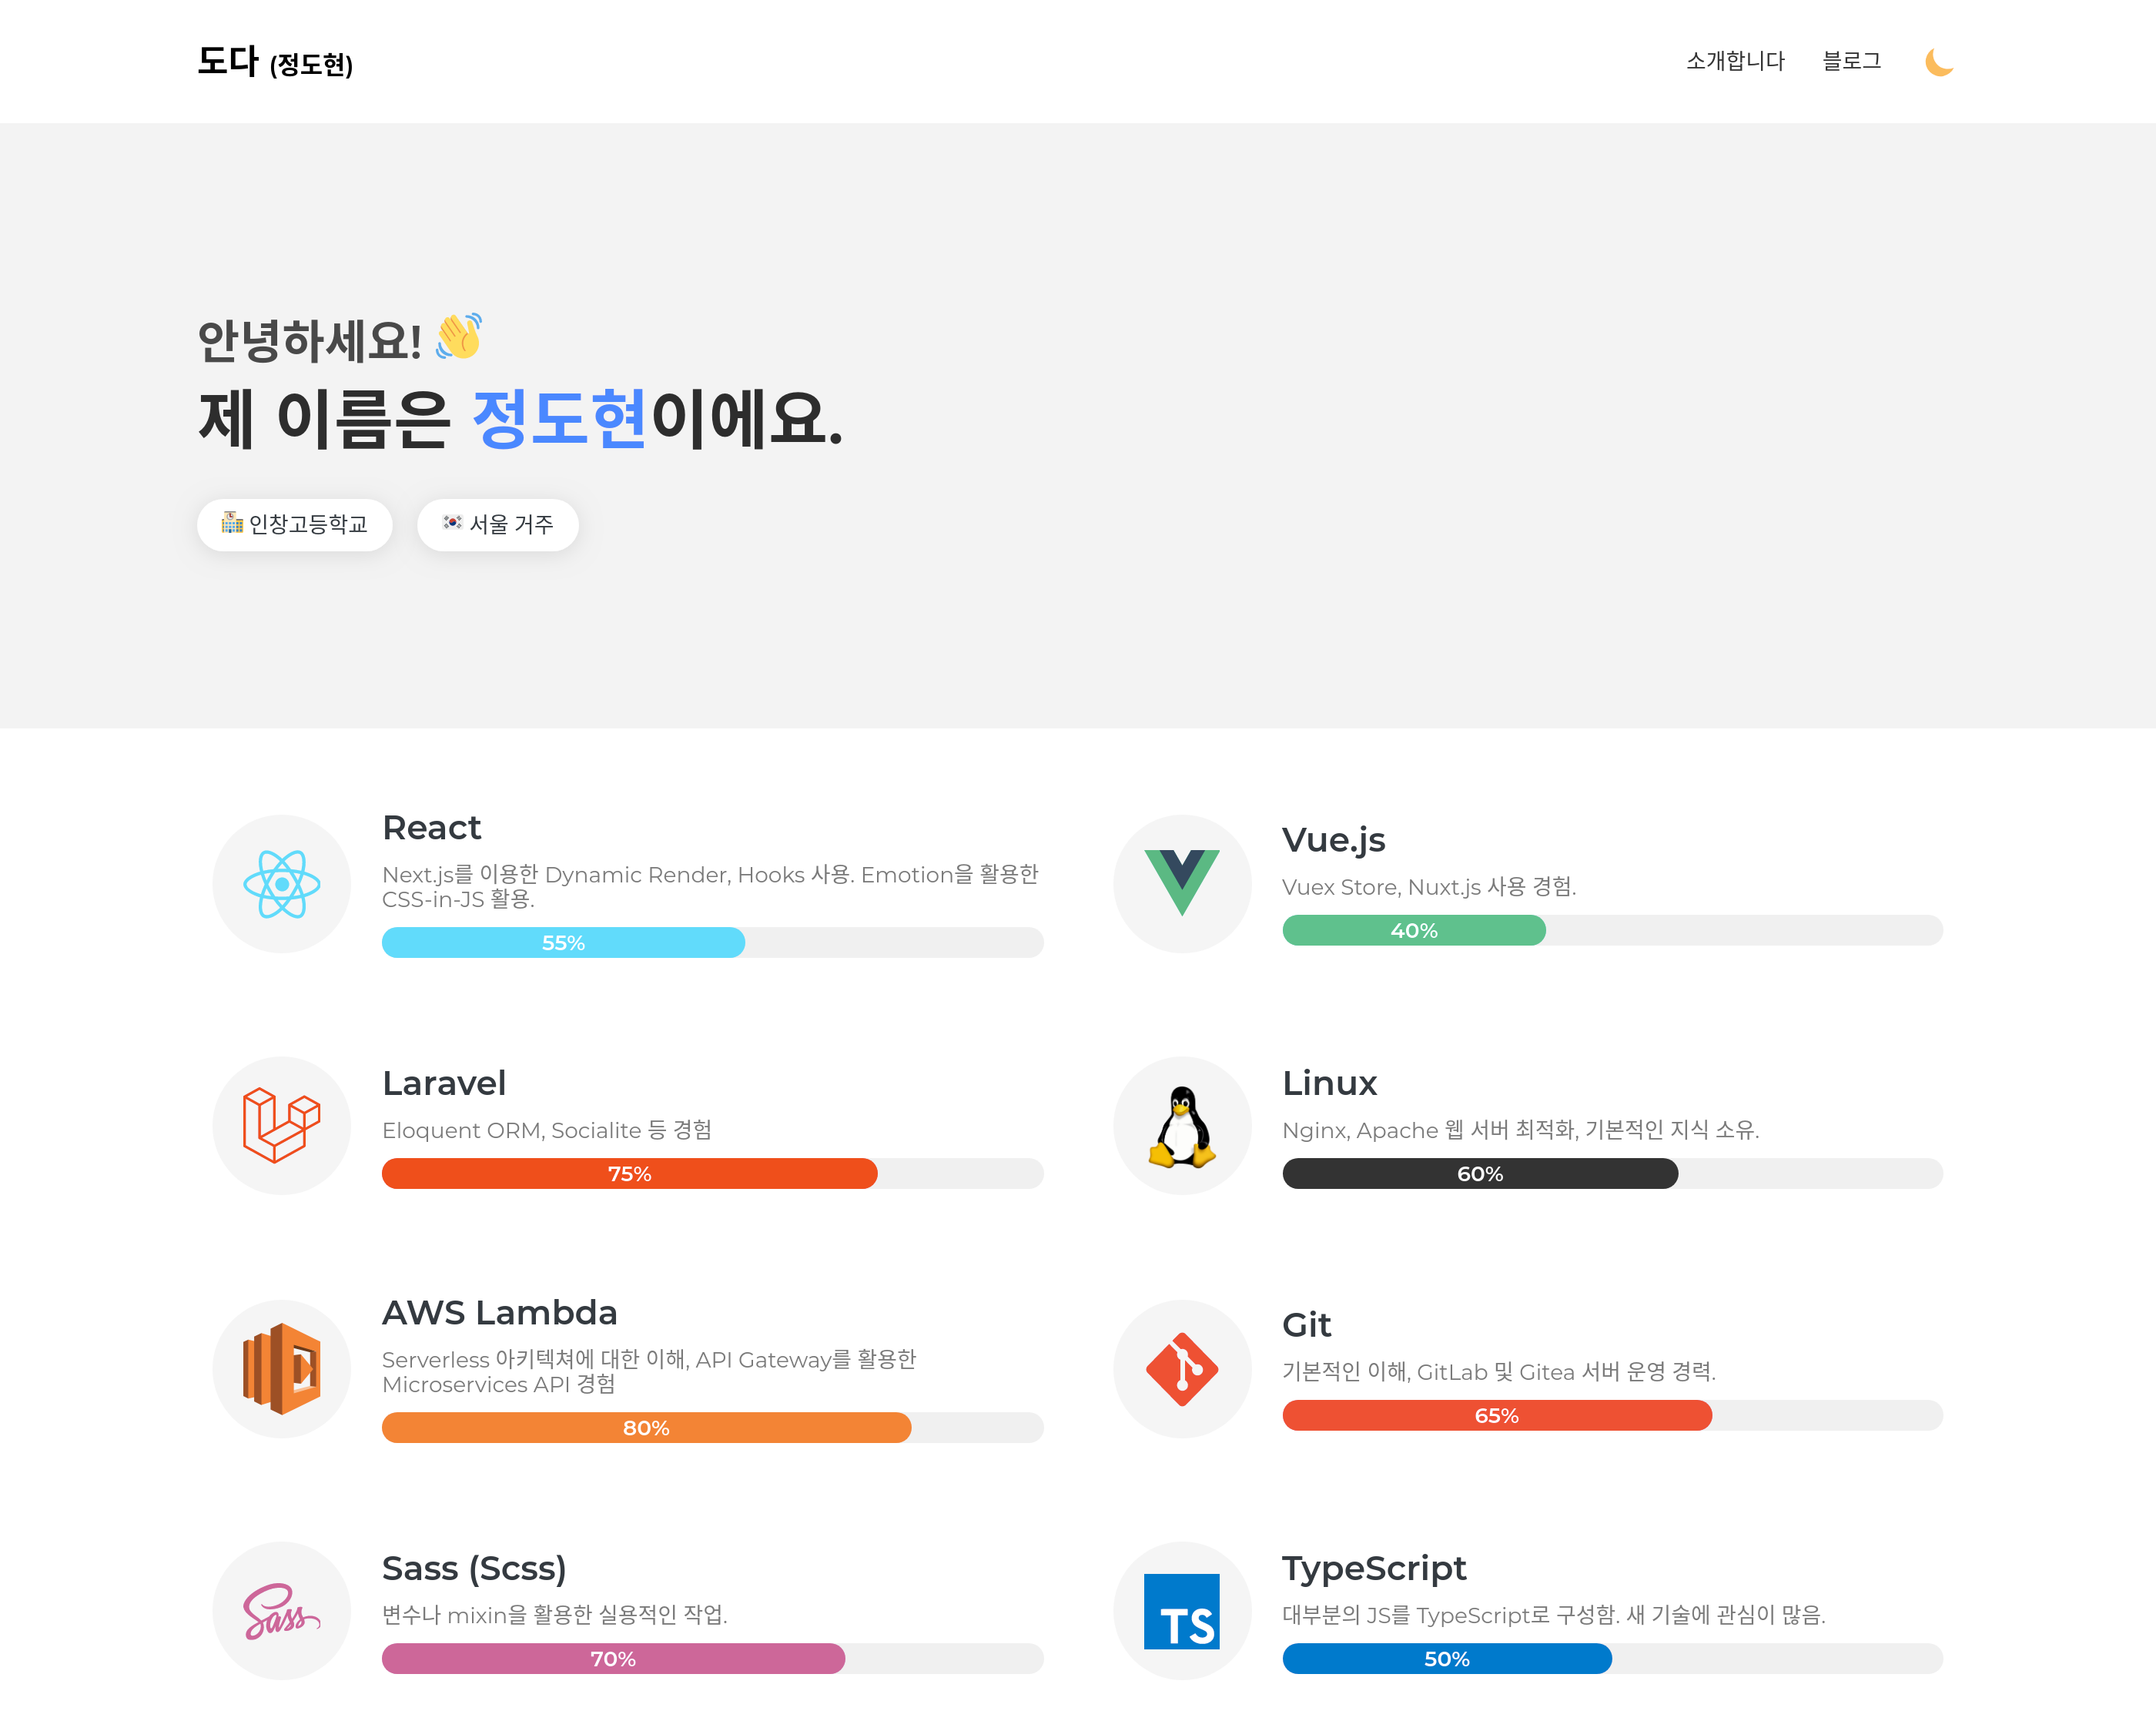 도다 (정도현)
소개합니다
블로그
안녕하세요! 👋
제 이름은 정도현이에요.
🏫 인창고등학교
🇰🇷 서울 거주
React
Next.js를 이용한 Dynamic Render, Hooks 사용. Emotion을 활용한
CSS-in-JS 활용.
55%
Vue.js
Vuex Store, Nuxt.js 사용 경험.
40%
Laravel
Eloquent ORM, Socialite 등 경험
75%
Linux
Nginx, Apache 웹 서버 최적화, 기본적인 지식 소유.
60%
AWS Lambda
Serverless 아키텍쳐에 대한 이해, API Gateway를 활용한
Microservices API 경험
80%
Git
기본적인 이해, GitLab 및 Gitea 서버 운영 경력.
65%
Sass
Sass (Scss)
변수나 mixin을 활용한 실용적인 작업.
70%
TS
TypeScript
대부분의 JS를 TypeScript로 구성함. 새 기술에 관심이 많음.
50%